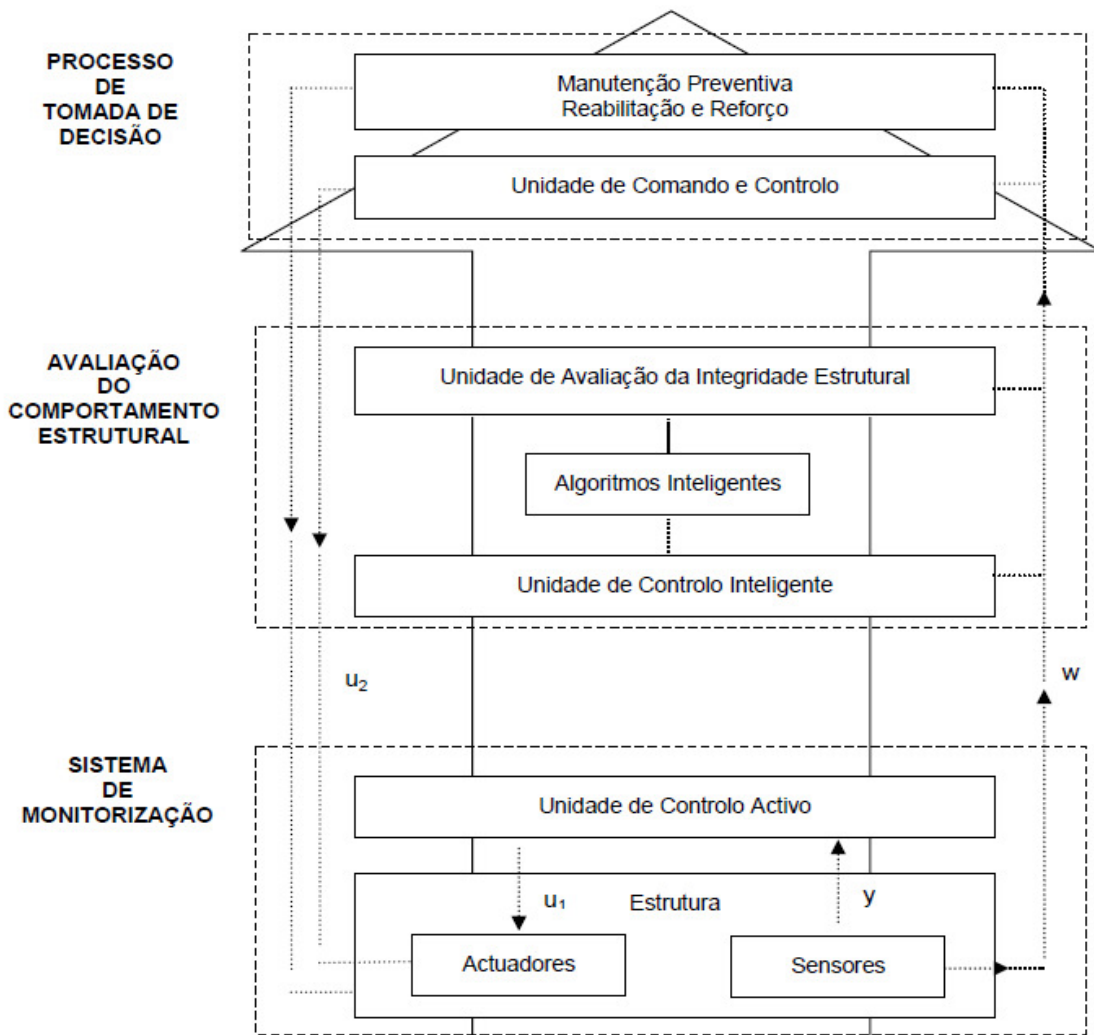 PROCESSO
DE
TOMADA DE
DECISÃO
Manutenção Preventiva
Reabilitação e Reforço
Unidade de Comando e Controlo
AVALIAÇÃO
DO
COMPORTAMENTO
ESTRUTURAL
Unidade de Avaliação da Integridade Estrutural
Algoritmos Inteligentes
Unidade de Controlo Inteligente
u₂
w
SISTEMA
DE
MONITORIZAÇÃO
Unidade de Controlo Activo
u₁
Estrutura
y
Actuadores
Sensores